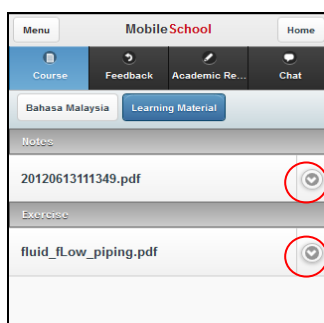 Menu MobileSchool Home
Course Feedback Academic Re... Chat
Bahasa Malaysia Learning Material
Notes
20120613111349.pdf
Exercise
fluid_fLow_piping.pdf